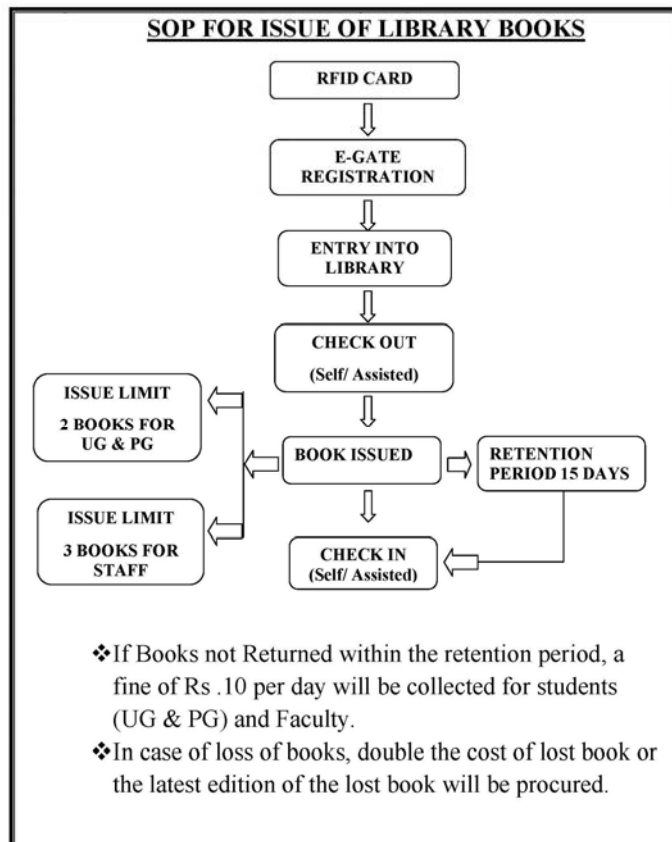 SOP FOR ISSUE OF LIBRARY BOOKS
RFID CARD
E-GATE
REGISTRATION
ENTRY INTO
LIBRARY
CHECK OUT
(Self/ Assisted)
ISSUE LIMIT
2 BOOKS FOR
UG & PG
BOOK ISSUED
RETENTION
PERIOD 15 DAYS
ISSUE LIMIT
3 BOOKS FOR
STAFF
CHECK IN
(Self/ Assisted)
❖If Books not Returned within the retention period, a
fine of Rs .10 per day will be collected for students
(UG & PG) and Faculty.
❖In case of loss of books, double the cost of lost book or
the latest edition of the lost book will be procured.